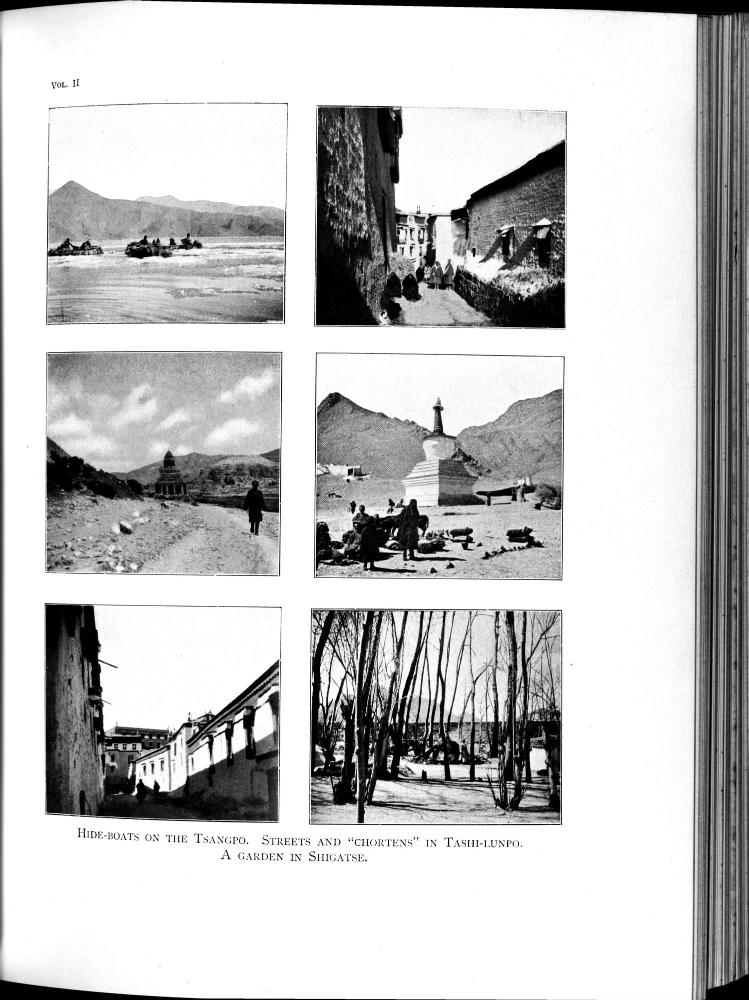 VOL. II
HIDE-BOATS ON THE TSANGPO. STREETS AND "CHORTENS" IN TASHI-LUNPO.
A GARDEN IN SHIGATSE.